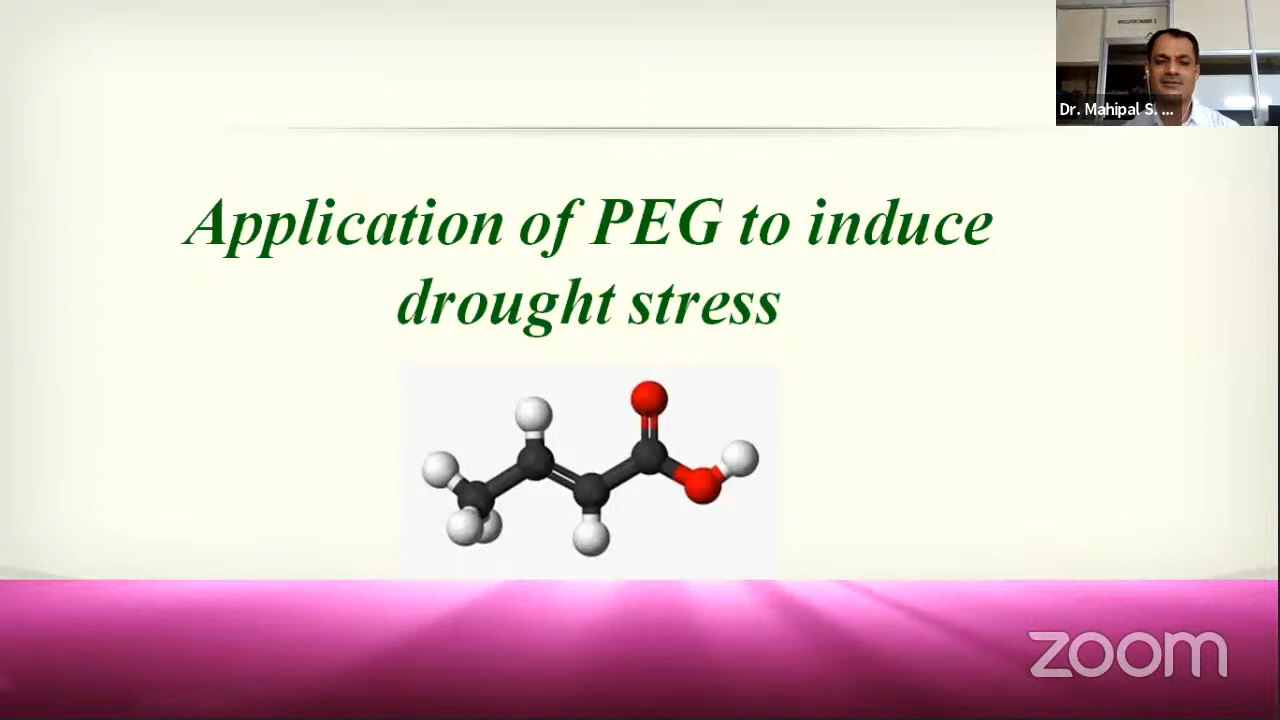 Dr. Mahipal S. ...
Application of PEG to induce
drought stress
zoom